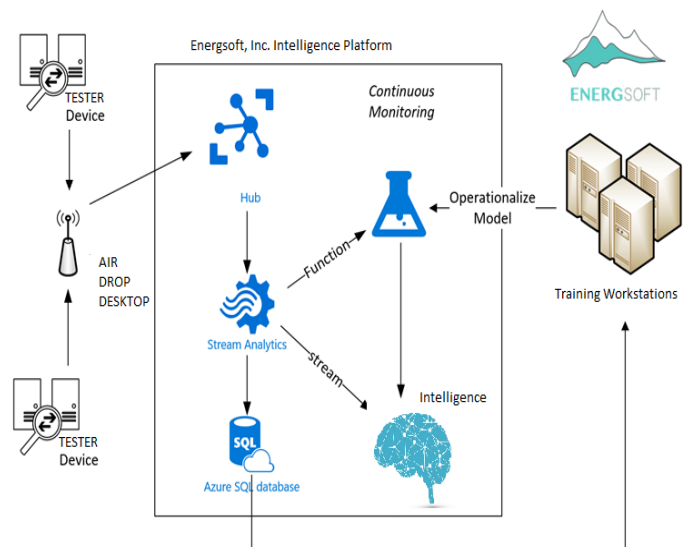 Energsoft, Inc. Intelligence Platform
TESTER
Device
Continuous
Monitoring
ENERGSOFT
Hub
Operationalize
Model
Function
AIR
DROP
DESKTOP
Training Workstations
Stream Analytics
stream
Intelligence
TESTER
Device
SQL
Azure SQL database